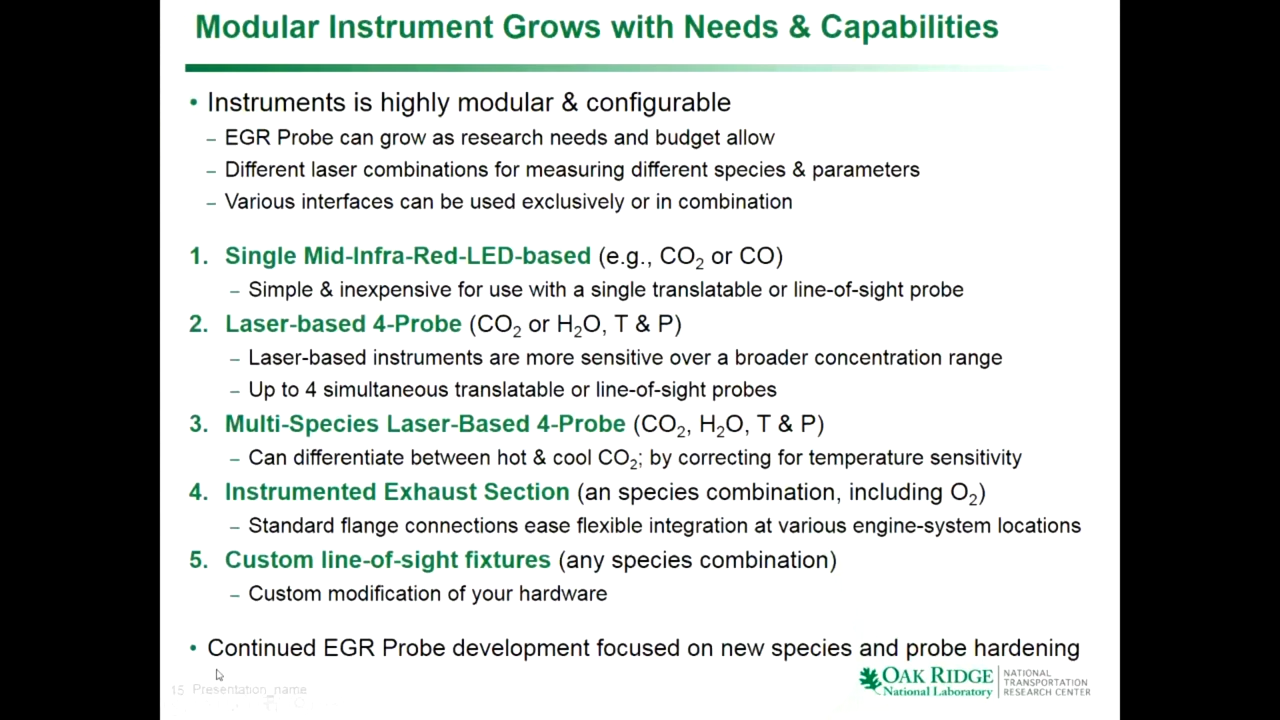 Modular Instrument Grows with Needs & Capabilities
• Instruments is highly modular & configurable
– EGR Probe can grow as research needs and budget allow
– Different laser combinations for measuring different species & parameters
– Various interfaces can be used exclusively or in combination
1. Single Mid-Infra-Red-LED-based (e.g., CO₂ or CO)
– Simple & inexpensive for use with a single translatable or line-of-sight probe
2. Laser-based 4-Probe (CO₂ or H₂O, T & P)
– Laser-based instruments are more sensitive over a broader concentration range
– Up to 4 simultaneous translatable or line-of-sight probes
3. Multi-Species Laser-Based 4-Probe (CO₂, H₂O, T & P)
– Can differentiate between hot & cool CO₂; by correcting for temperature sensitivity
4. Instrumented Exhaust Section (an species combination, including O₂)
– Standard flange connections ease flexible integration at various engine-system locations
5. Custom line-of-sight fixtures (any species combination)
– Custom modification of your hardware
• Continued EGR Probe development focused on new species and probe hardening
15 Presentation_name
OAK RIDGE
National Laboratory
NATIONAL
TRANSPORTATION
RESEARCH CENTER